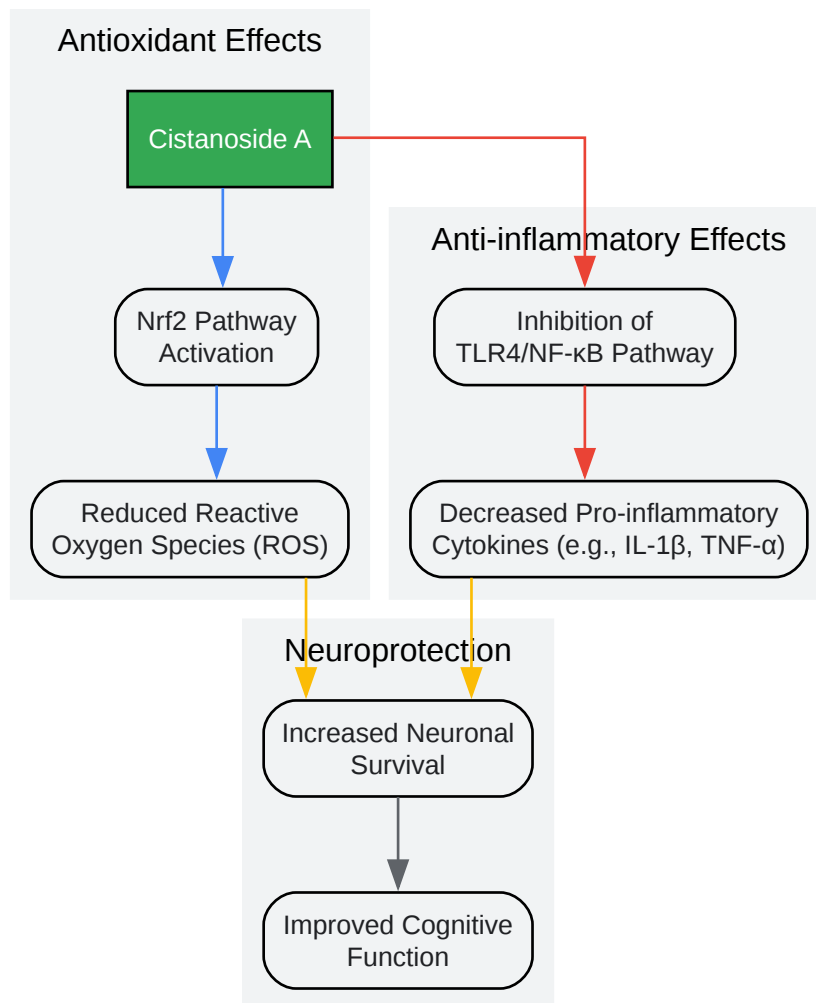 Antioxidant Effects
Cistanoside A
Anti-inflammatory Effects
Nrf2 Pathway
Activation
Inhibition of
TLR4/NF-κB Pathway
Reduced Reactive
Oxygen Species (ROS)
Decreased Pro-inflammatory
Cytokines (e.g., IL-1β, TNF-α)
Neuroprotection
Increased Neuronal
Survival
Improved Cognitive
Function